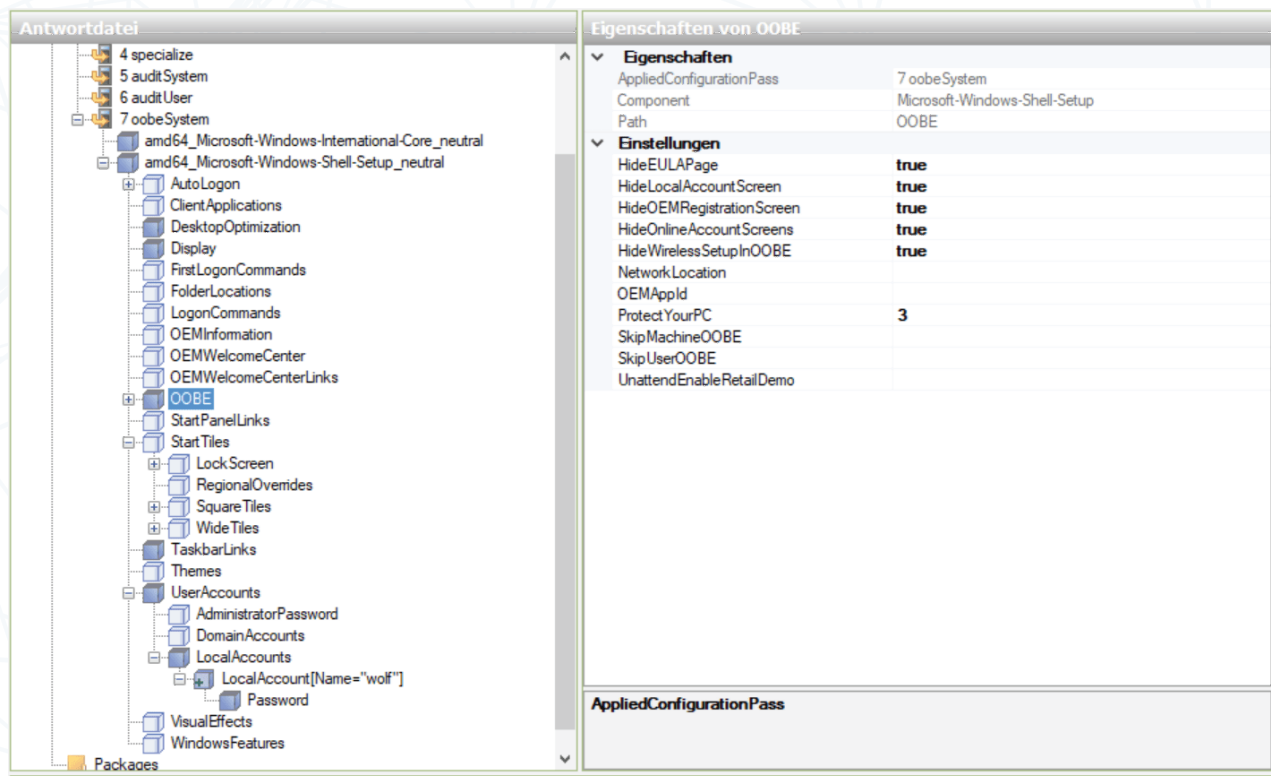 Antwortdatei
4 specialize
5 auditSystem
6 auditUser
7 oobeSystem
amd64_Microsoft-Windows-International-Core_neutral
amd64_Microsoft-Windows-Shell-Setup_neutral
AutoLogon
ClientApplications
DesktopOptimization
Display
FirstLogonCommands
FolderLocations
LogonCommands
OEMInformation
OEMWelcomeCenter
OEMWelcomeCenterLinks
OOBE
StartPanelLinks
StartTiles
LockScreen
RegionalOverrides
SquareTiles
WideTiles
TaskbarLinks
Themes
UserAccounts
AdministratorPassword
DomainAccounts
LocalAccounts
LocalAccount[Name="wolf"]
Password
VisualEffects
WindowsFeatures
Packages
Eigenschaften von OOBE
Eigenschaften
AppliedConfigurationPass 7 oobeSystem
Component Microsoft-Windows-Shell-Setup
Path OOBE
Einstellungen
HideEULAPage true
HideLocalAccountScreen true
HideOEMRegistrationScreen true
HideOnlineAccountScreens true
HideWirelessSetupInOOBE true
NetworkLocation
OEMAppId
ProtectYourPC 3
SkipMachineOOBE
SkipUserOOBE
UnattendEnableRetailDemo
AppliedConfigurationPass